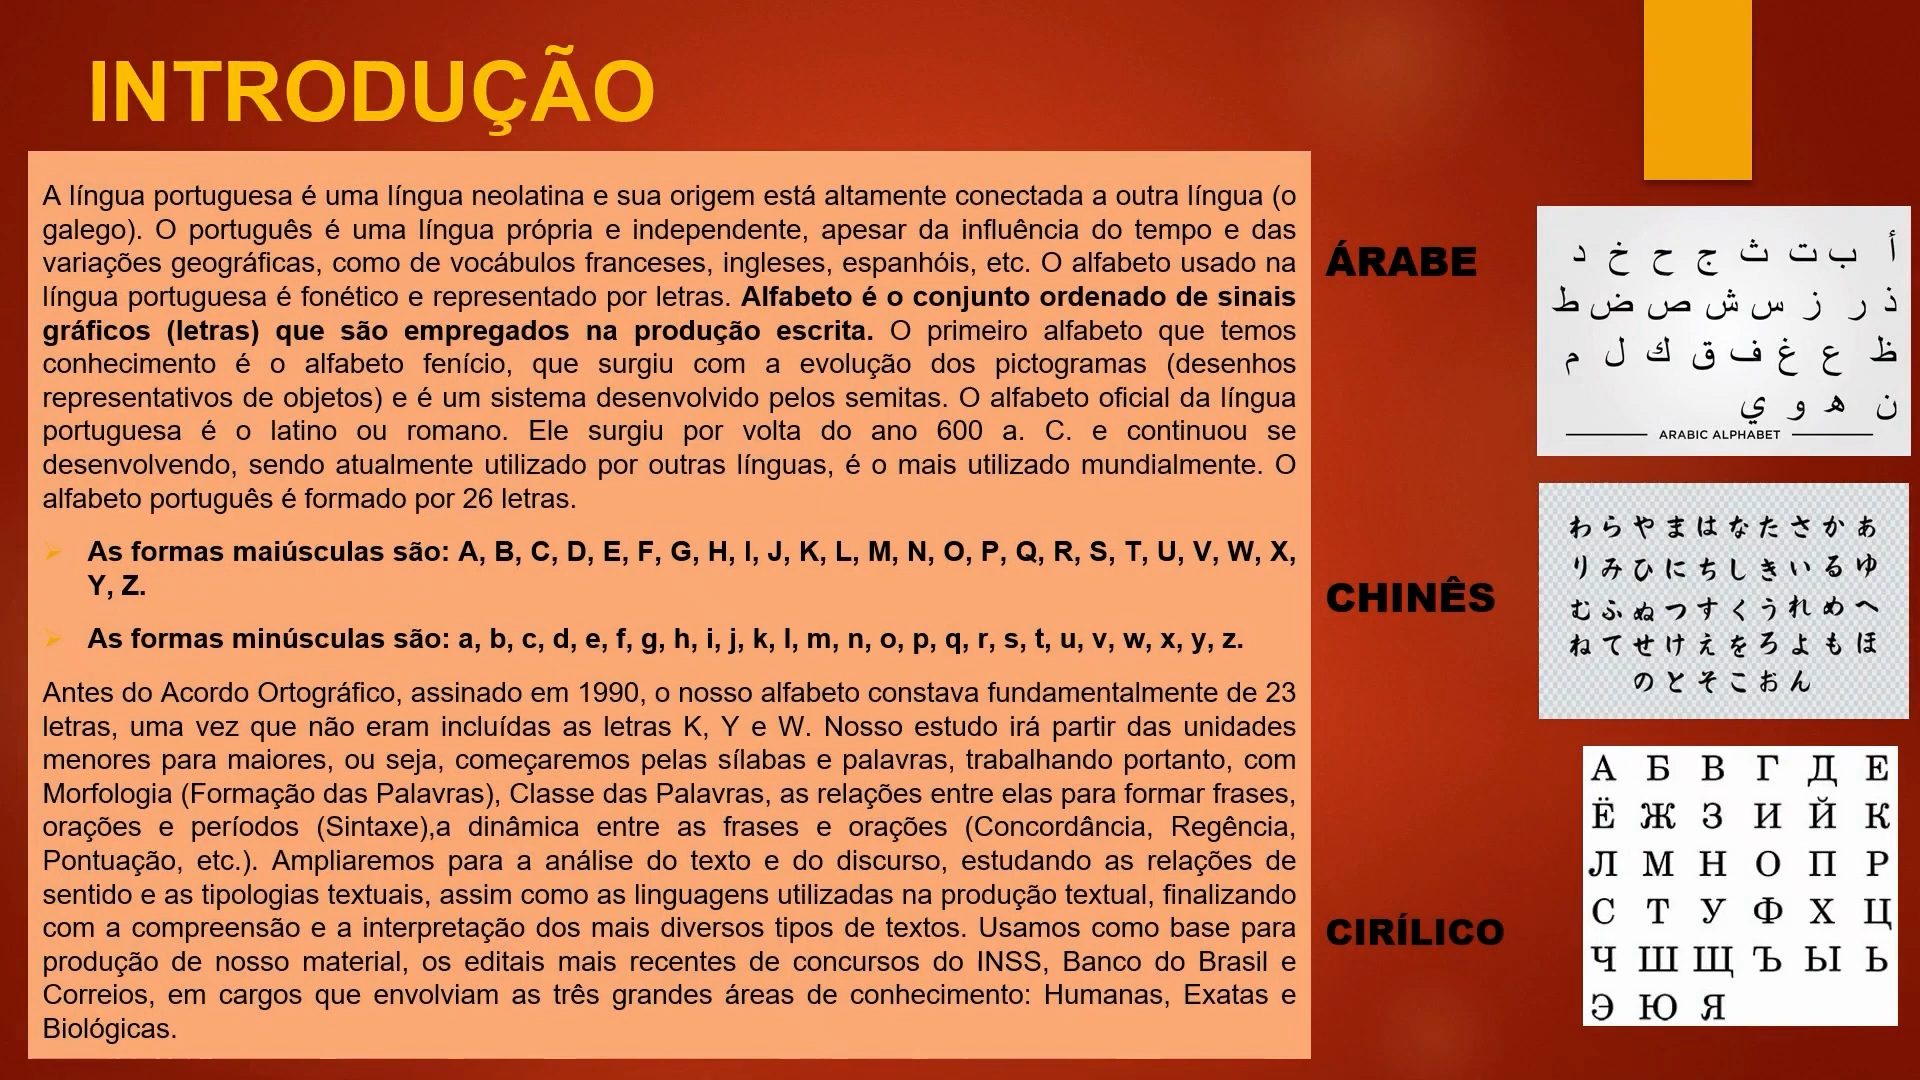 INTRODUÇÃO
A língua portuguesa é uma língua neolatina e sua origem está altamente conectada a outra língua (o
galego). O português é uma língua própria e independente, apesar da influência do tempo e das
variações geográficas, como de vocábulos franceses, ingleses, espanhóis, etc. O alfabeto usado na
língua portuguesa é fonético e representado por letras. Alfabeto é o conjunto ordenado de sinais
gráficos (letras) que são empregados na produção escrita. O primeiro alfabeto que temos
conhecimento é o alfabeto fenício, que surgiu com a evolução dos pictogramas (desenhos
representativos de objetos) e é um sistema desenvolvido pelos semitas. O alfabeto oficial da língua
portuguesa é o latino ou romano. Ele surgiu por volta do ano 600 a. C. e continuou se
desenvolvendo, sendo atualmente utilizado por outras línguas, é o mais utilizado mundialmente. O
alfabeto português é formado por 26 letras.
As formas maiúsculas são: A, B, C, D, E, F, G, H, I, J, K, L, M, N, O, P, Q, R, S, T, U, V, W, X,
Y, Z.
As formas minúsculas são: a, b, c, d, e, f, g, h, i, j, k, l, m, n, o, p, q, r, s, t, u, v, w, x, y, z.
Antes do Acordo Ortográfico, assinado em 1990, o nosso alfabeto constava fundamentalmente de 23
letras, uma vez que não eram incluídas as letras K, Y e W. Nosso estudo irá partir das unidades
menores para maiores, ou seja, começaremos pelas sílabas e palavras, trabalhando portanto, com
Morfologia (Formação das Palavras), Classe das Palavras, as relações entre elas para formar frases,
orações e períodos (Sintaxe),a dinâmica entre as frases e orações (Concordância, Regência,
Pontuação, etc.). Ampliaremos para a análise do texto e do discurso, estudando as relações de
sentido e as tipologias textuais, assim como as linguagens utilizadas na produção textual, finalizando
com a compreensão e a interpretação dos mais diversos tipos de textos. Usamos como base para
produção de nosso material, os editais mais recentes de concursos do INSS, Banco do Brasil e
Correios, em cargos que envolviam as três grandes áreas de conhecimento: Humanas, Exatas e
Biológicas.
ÁRABE
أ ب ت ث ج ح خ د
ذ ر ز س ش ص ض ط
ظ ع غ ف ق ك ل م
ن ه و ي
ARABIC ALPHABET
CHINÊS
わらやまはなたさかぁ
りみひにちしきいるゆ
むふぬつすくうれめへ
ねてせけえをろよもほ
のとそこおん
CIRÍLICO
А Б В Г Д Е
Ё Ж З И Й К
Л М Н О П Р
С Т У Ф Х Ц
Ч Ш Щ Ъ Ы Ь
Э Ю Я